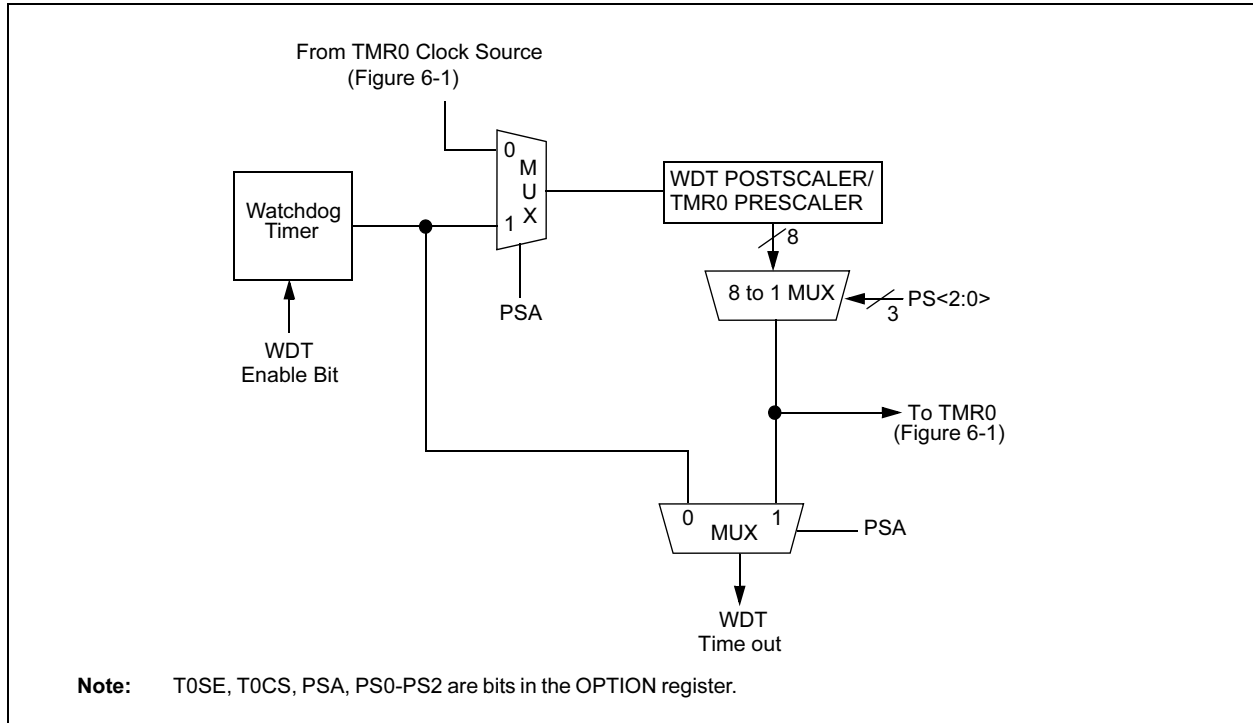 From TMR0 Clock Source
(Figure 6-1)
0
M
U
X
1
PSA
Watchdog
Timer
WDT
Enable Bit
WDT POSTSCALER/
TMR0 PRESCALER
8
8 to 1 MUX
PS<2:0>
3
To TMR0
(Figure 6-1)
0 1
MUX
PSA
WDT
Time out
Note: T0SE, T0CS, PSA, PS0-PS2 are bits in the OPTION register.